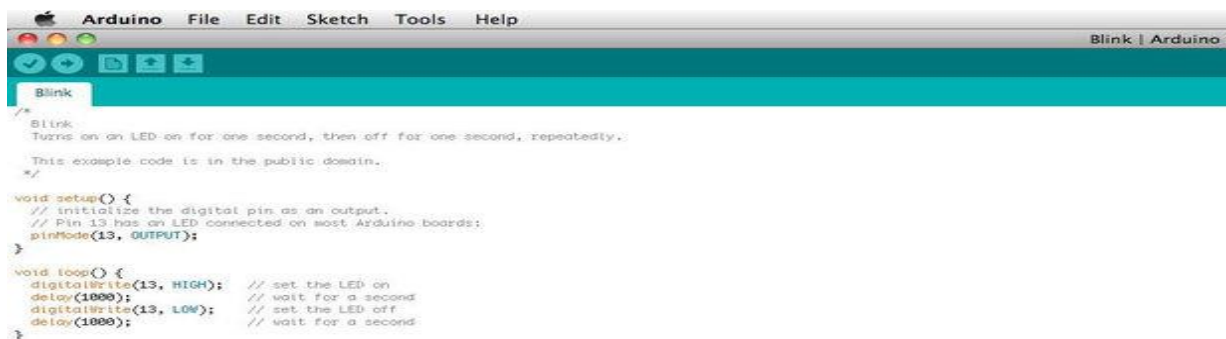 Arduino File Edit Sketch Tools Help
Blink | Arduino
Blink
/*
Blink
Turns on an LED on for one second, then off for one second, repeatedly.
This example code is in the public domain.
*/
void setup() {
// initialize the digital pin as an output.
// Pin 13 has an LED connected on most Arduino boards:
pinMode(13, OUTPUT);
}
void loop() {
digitalWrite(13, HIGH); // set the LED on
delay(1000); // wait for a second
digitalWrite(13, LOW); // set the LED off
delay(1000); // wait for a second
}